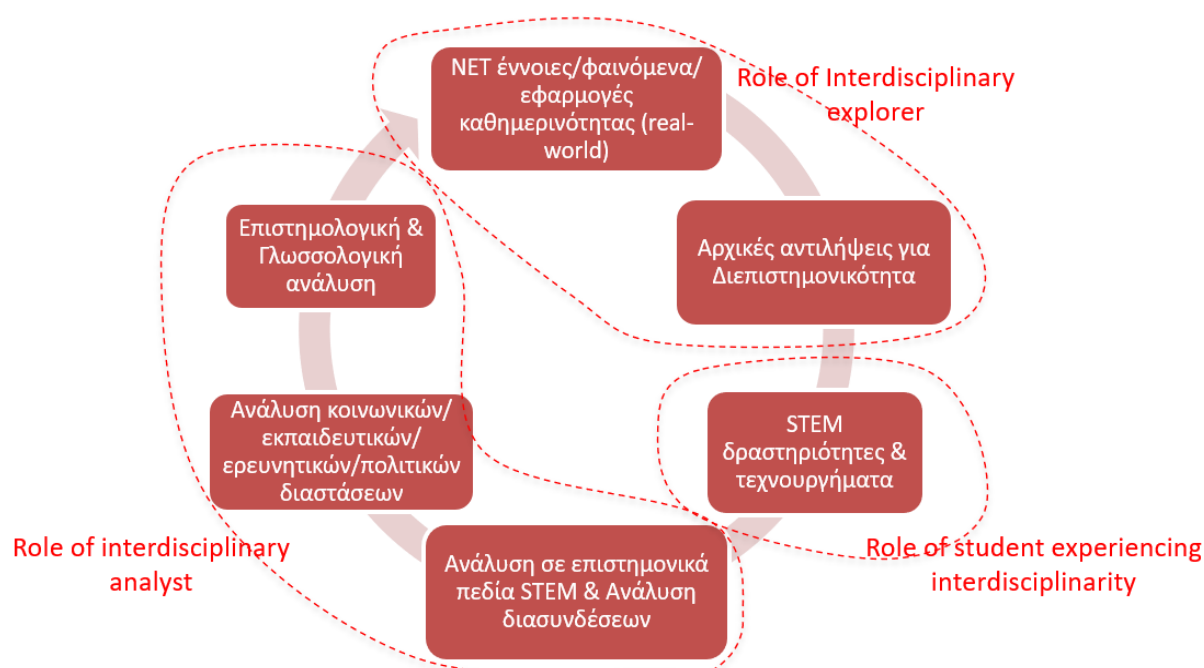 ΝΕΤ έννοιες/φαινόμενα/
εφαρμογές
καθημερινότητας (real-
world)
Role of Interdisciplinary
explorer
Αρχικές αντιλήψεις για
Διεπιστημονικότητα
STEM
δραστηριότητες &
τεχνουργήματα
Role of student experiencing
interdisciplinarity
Ανάλυση σε επιστημονικά
πεδία STEM & Ανάλυση
διασυνδέσεων
Role of interdisciplinary
analyst
Ανάλυση κοινωνικών/
εκπαιδευτικών/
ερευνητικών/πολιτικών
διαστάσεων
Επιστημολογική &
Γλωσσολογική
ανάλυση